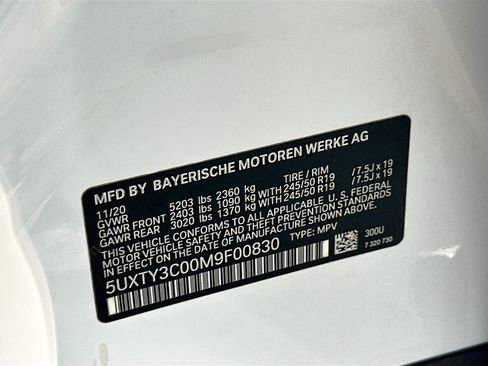 MFD BY BAYERISCHE MOTOREN WERKE AG
11/20
GVWR 5203 lbs 2360 kg TIRE / RIM
GAWR FRONT 2403 lbs 1090 kg WITH 245/50 R19 / 7.5J x 19
GAWR REAR 3020 lbs 1370 kg WITH 245/50 R19 / 7.5J x 19
THIS VEHICLE CONFORMS TO ALL APPLICABLE U.S. FEDERAL
MOTOR VEHICLE SAFETY AND THEFT PREVENTION STANDARDS
IN EFFECT ON THE DATE OF MANUFACTURE SHOWN ABOVE.
5UXTY3C00M9F00830 TYPE: MPV
300U
7 320 730